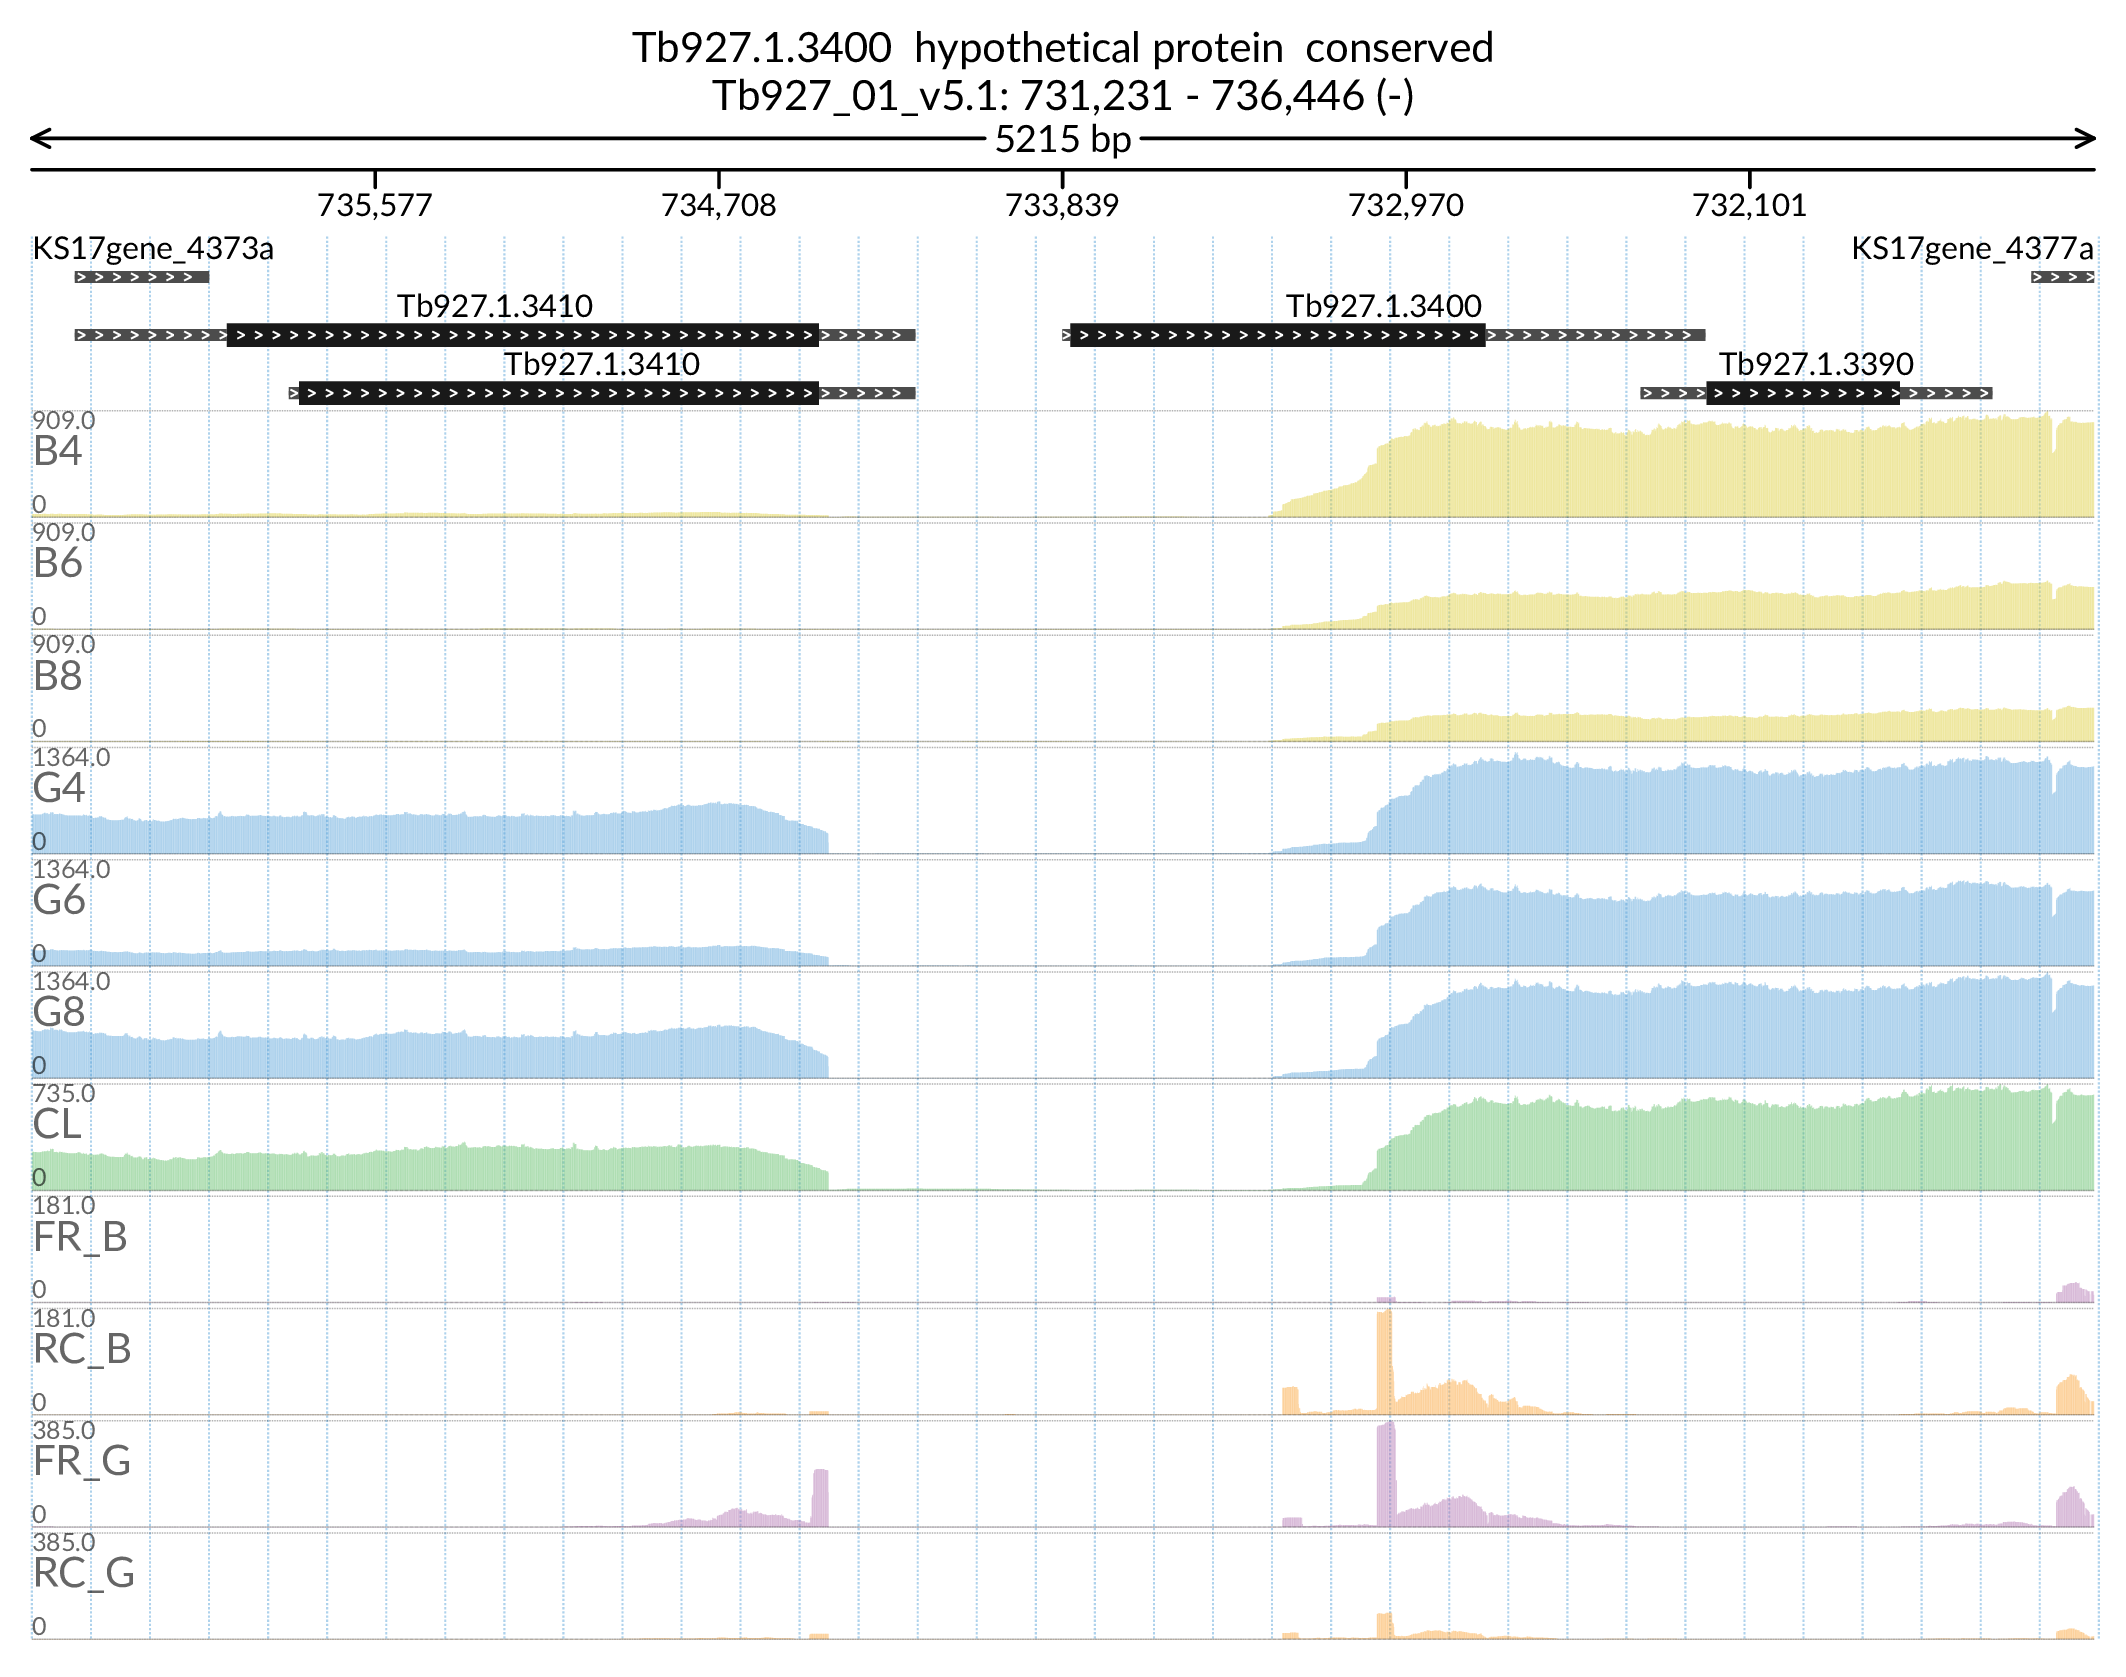 Tb927.1.3400  hypothetical protein  conserved
Tb927_01_v5.1: 731,231 - 736,446 (-)
5215 bp
735,577 734,708 733,839 732,970 732,101
KS17gene_4373a KS17gene_4377a
Tb927.1.3410 Tb927.1.3400
Tb927.1.3410 Tb927.1.3390
909.0
B4
0
909.0
B6
0
909.0
B8
0
1364.0
G4
0
1364.0
G6
0
1364.0
G8
0
735.0
CL
0
181.0
FR_B
0
181.0
RC_B
0
385.0
FR_G
0
385.0
RC_G
0